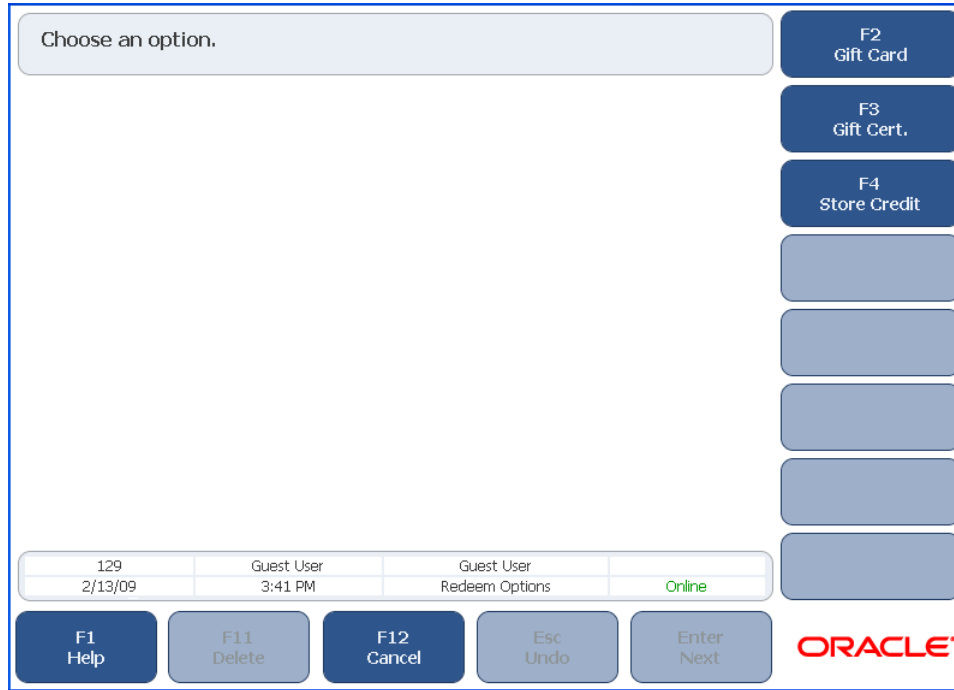 Choose an option.
F2
Gift Card
F3
Gift Cert.
F4
Store Credit
129 Guest User Guest User
2/13/09 3:41 PM Redeem Options Online
F1 F11 F12 Esc Enter
Help Delete Cancel Undo Next
ORACLE